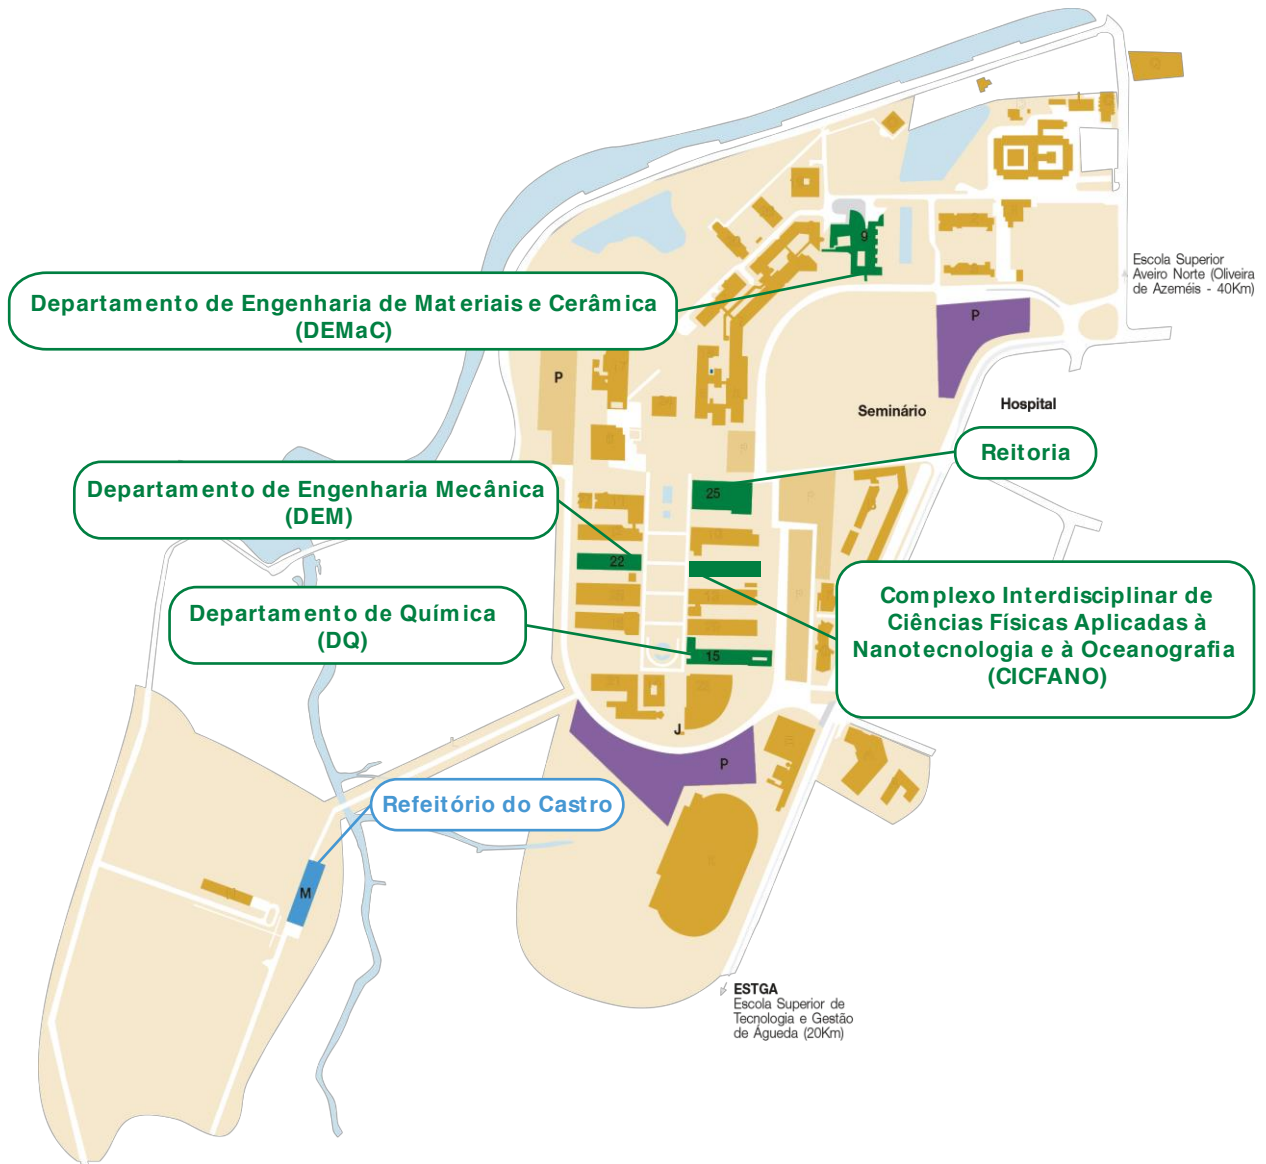 9
Escola Superior
Aveiro Norte (Oliveira
de Azeméis - 40Km)
Departamento de Engenharia de Materiais e Cerâmica
(DEMaC)
P
P
Seminário
Hospital
Reitoria
Departamento de Engenharia Mecânica
(DEM)
25
22
Complexo Interdisciplinar de
Ciências Físicas Aplicadas à
Nanotecnologia e à Oceanografia
(CICFANO)
Departamento de Química
(DQ)
15
J
P
Refeitório do Castro
M
ESTGA
Escola Superior de
Tecnologia e Gestão
de Águeda (20Km)